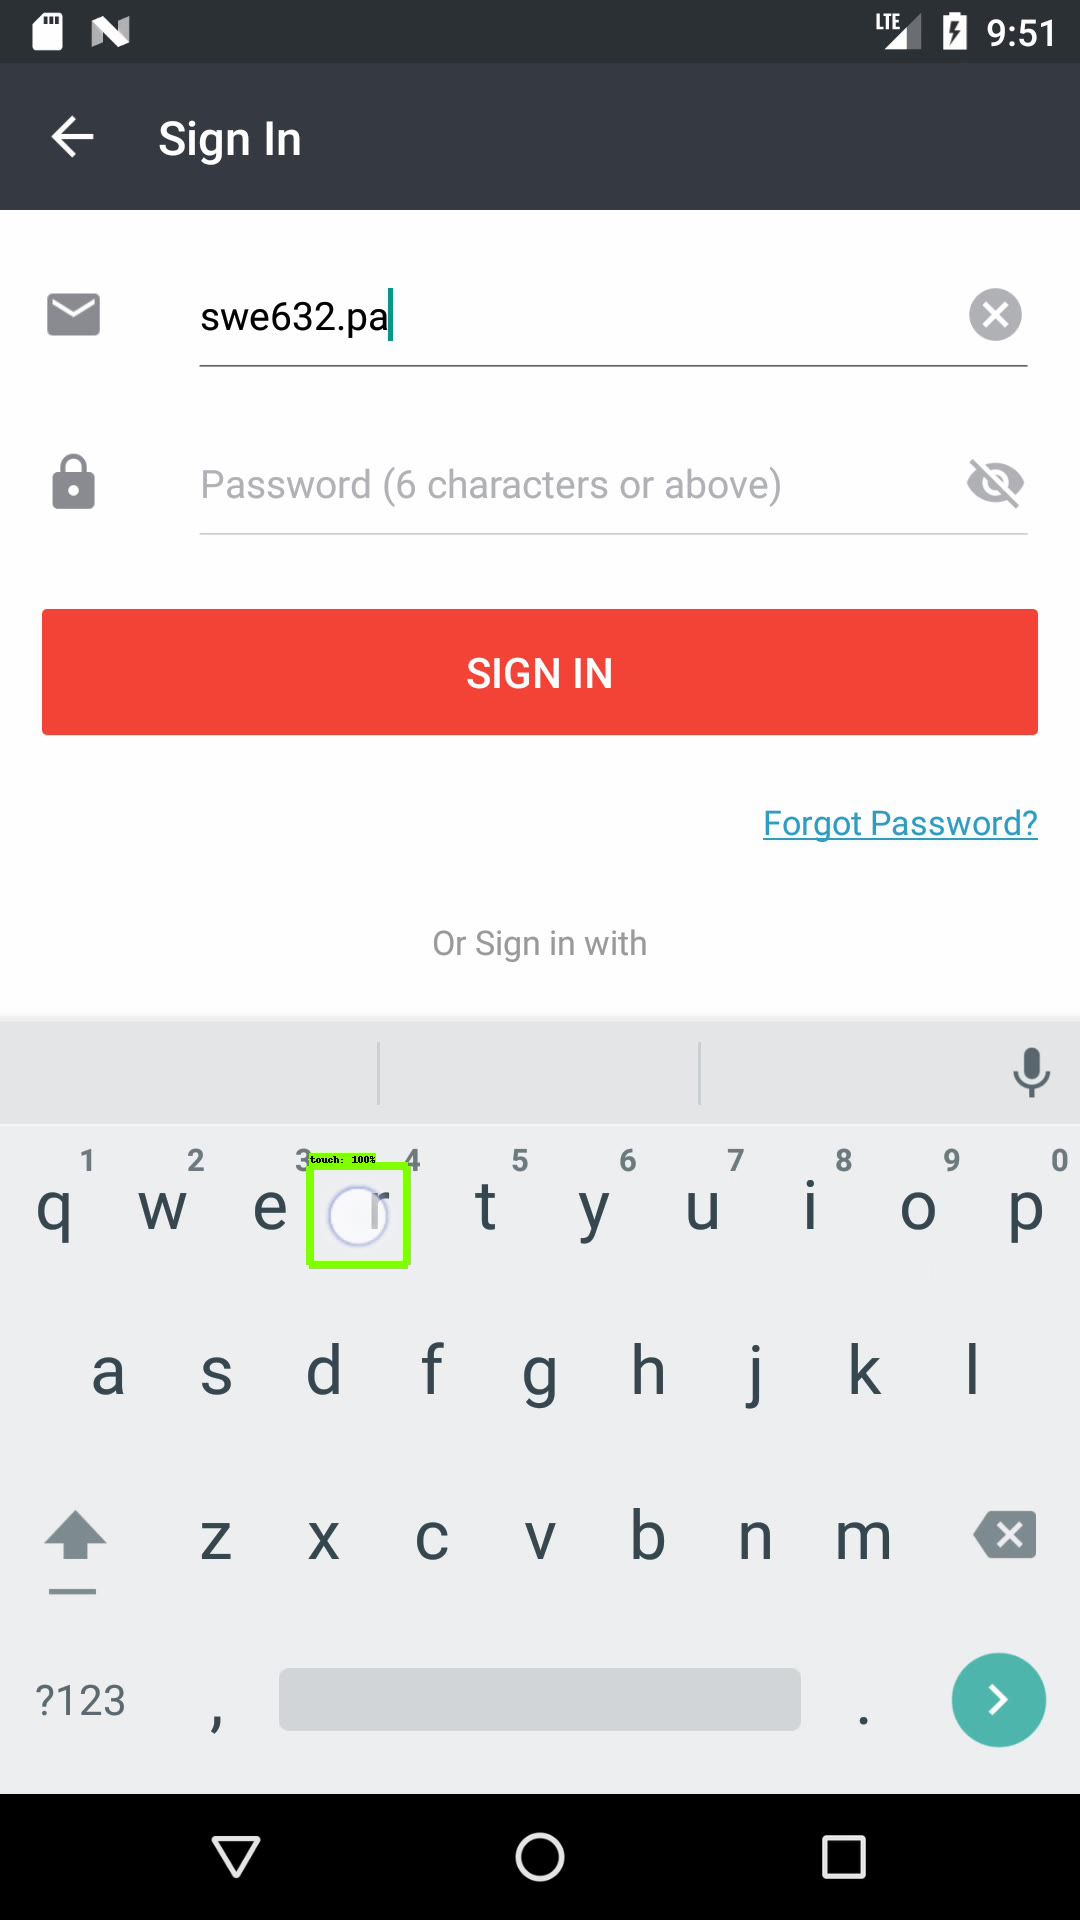 LTE 9:51
Sign In
swe632.pa
Password (6 characters or above)
SIGN IN
Forgot Password?
Or Sign in with
touch: 100%
1 2 3 4 5 6 7 8 9 0
q w e r t y u i o p
a s d f g h j k l
z x c v b n m
?123 , .